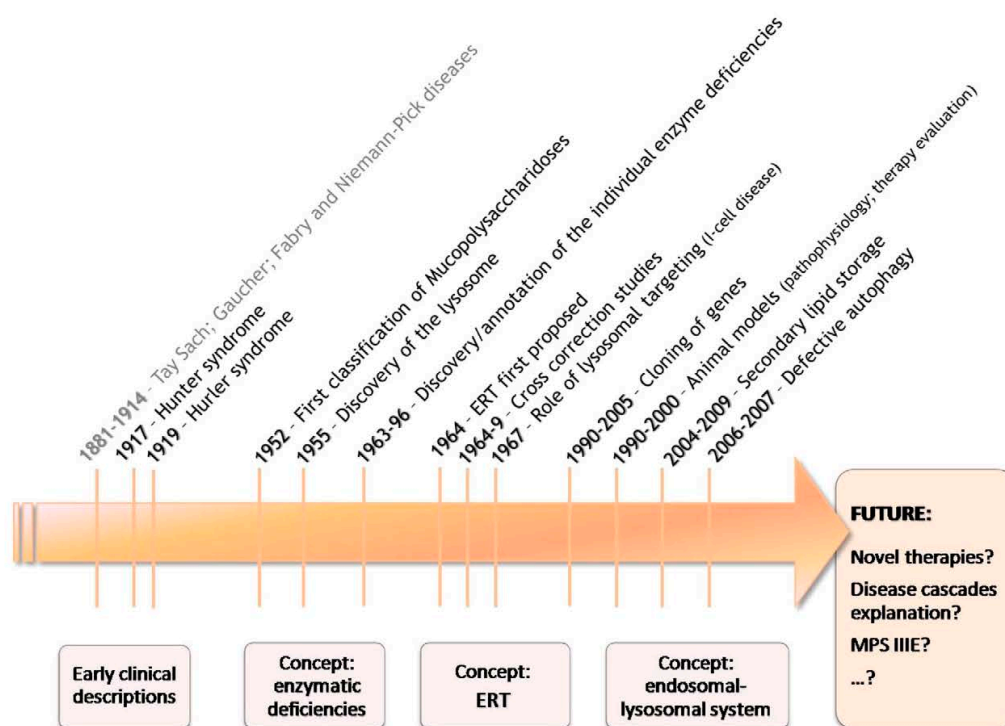 1881-1914 - Tay Sach; Gaucher; Fabry and Niemann-Pick diseases
1917 - Hunter syndrome
1919 - Hurler syndrome
1952 - First classification of Mucopolysaccharidoses
1955 - Discovery of the lysosome
1963-96 - Discovery/annotation of the individual enzyme deficiencies
1964 - ERT first proposed
1964-9 - Cross correction studies
1967 - Role of lysosomal targeting (I-cell disease)
1990-2005 - Cloning of genes
1990-2000 - Animal models (pathophysiology; therapy evaluation)
2004-2009 - Secondary lipid storage
2006-2007 - Defective autophagy
FUTURE:
Novel therapies?
Disease cascades
explanation?
MPS IIIE?
...?
Early clinical
descriptions
Concept:
enzymatic
deficiencies
Concept:
ERT
Concept:
endosomal-
lysosomal system